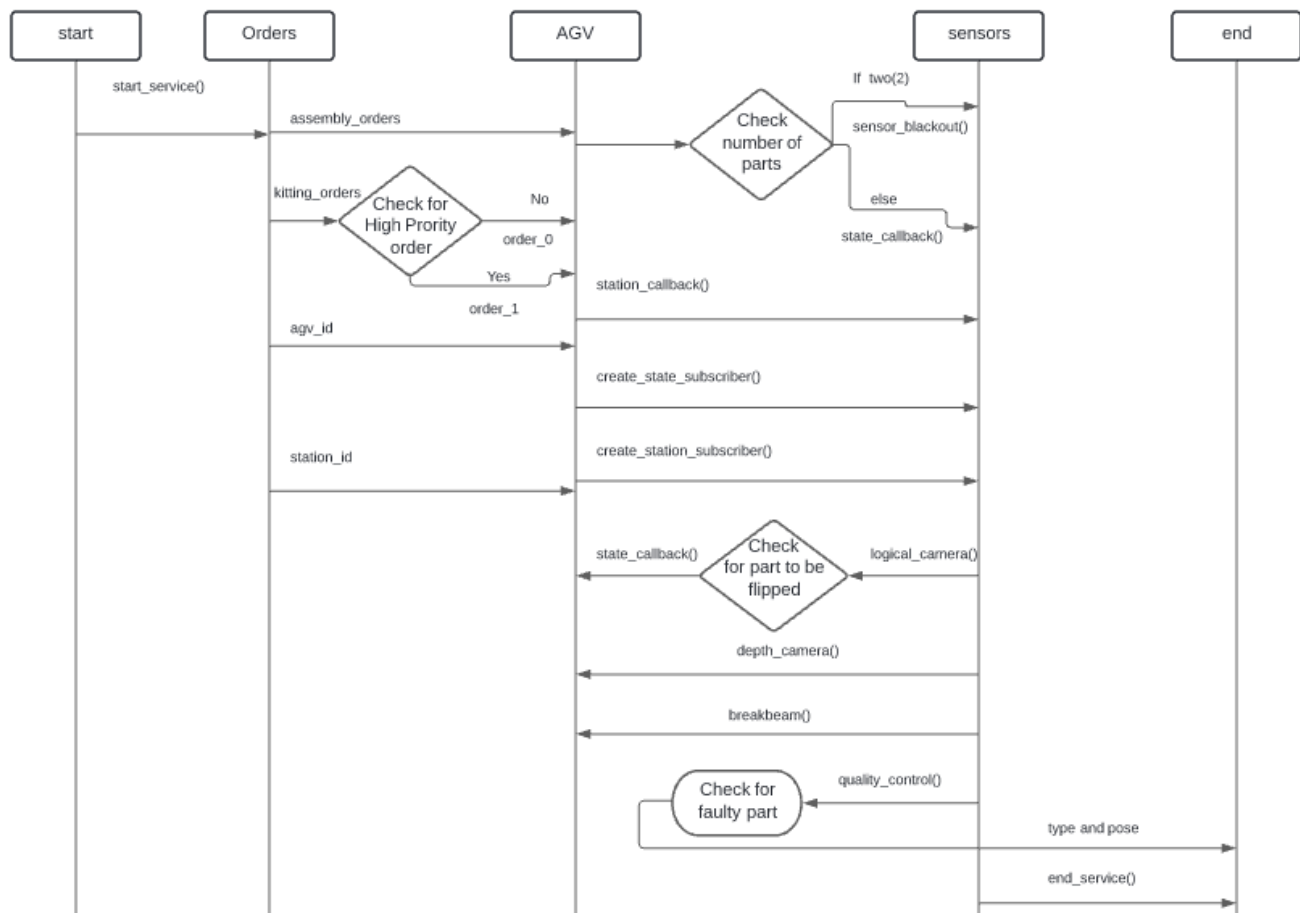 start
Orders
AGV
sensors
end
start_service()
assembly_orders
Check
number of
parts
If two(2)
sensor_blackout()
else
state_callback()
kitting_orders
Check for
High Prority
order
No
order_0
Yes
order_1
station_callback()
agv_id
create_state_subscriber()
station_id
create_station_subscriber()
state_callback()
Check
for part to be
flipped
logical_camera()
depth_camera()
breakbeam()
Check for
faulty part
quality_control()
type and pose
end_service()